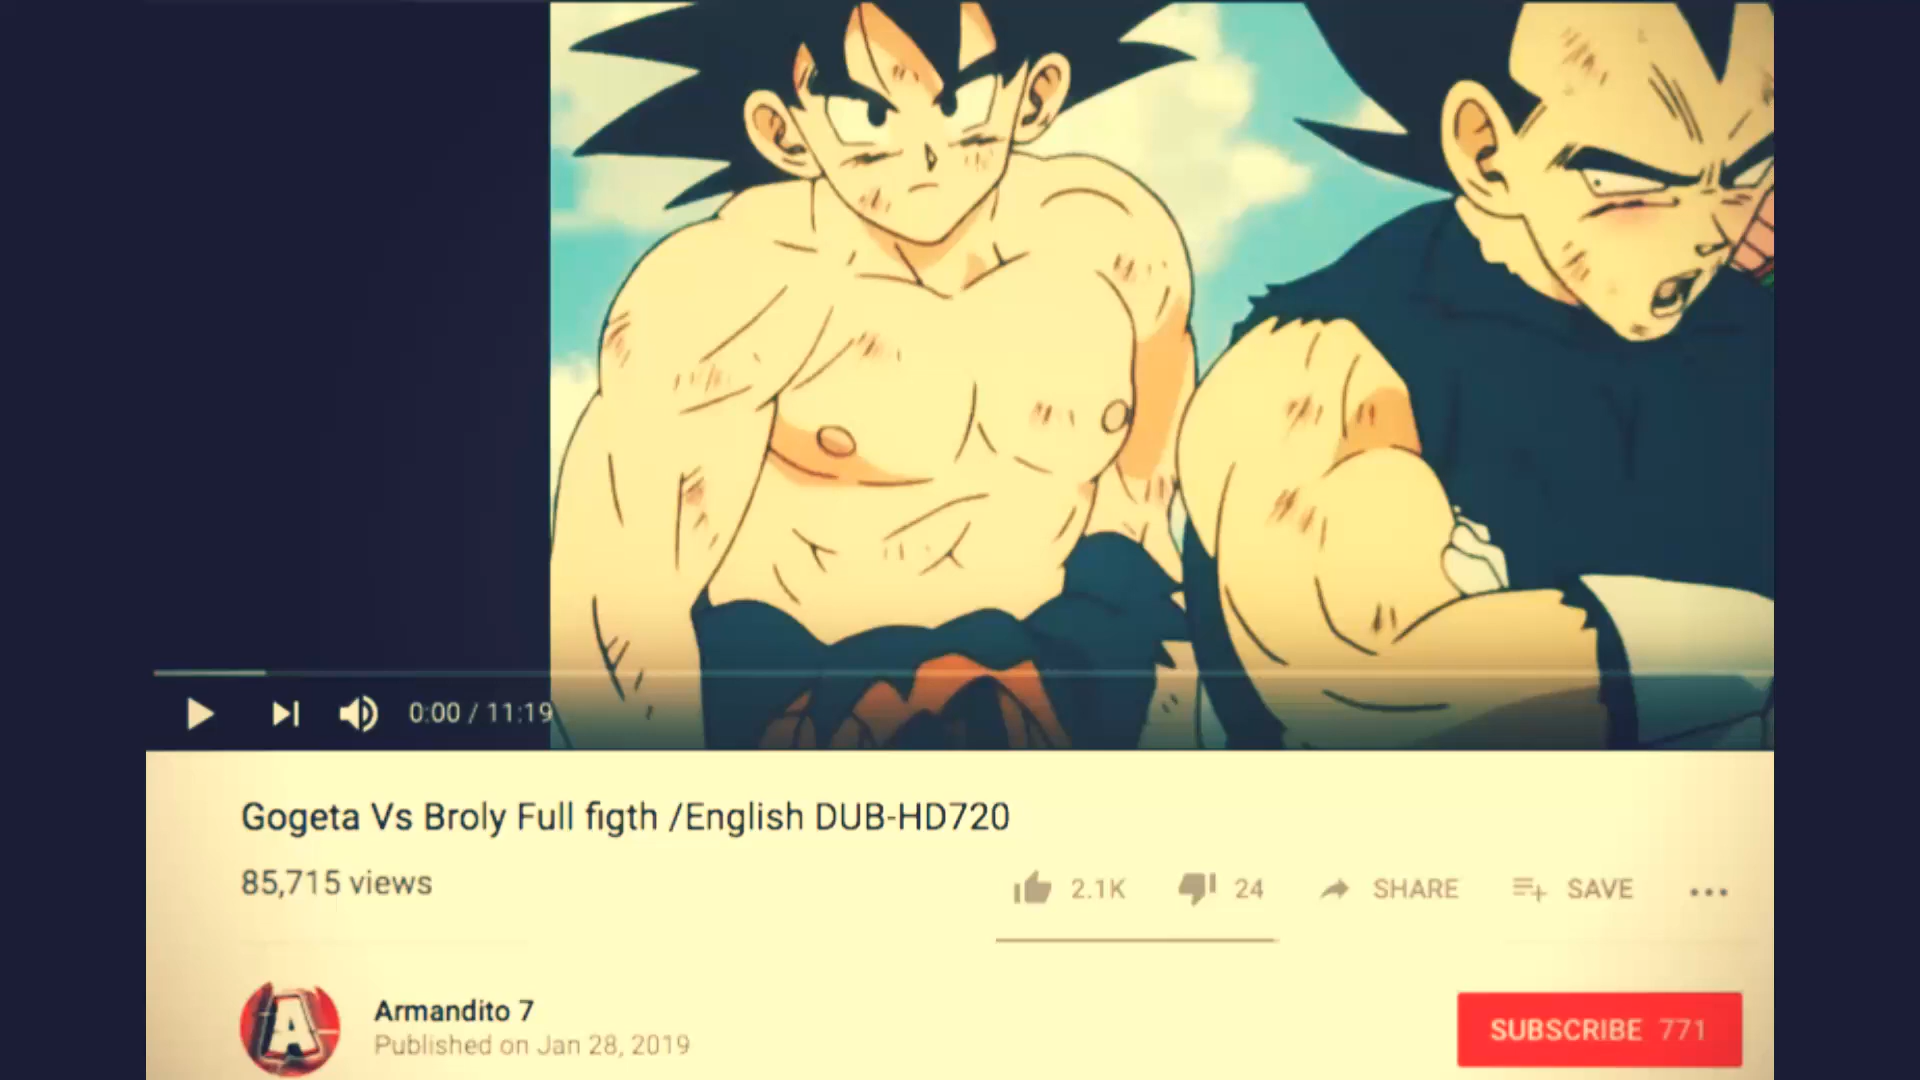 0:00 / 11:19
Gogeta Vs Broly Full figth /English DUB-HD720
85,715 views
2.1K 24 SHARE SAVE
Armandito 7
Published on Jan 28, 2019
SUBSCRIBE 771
A